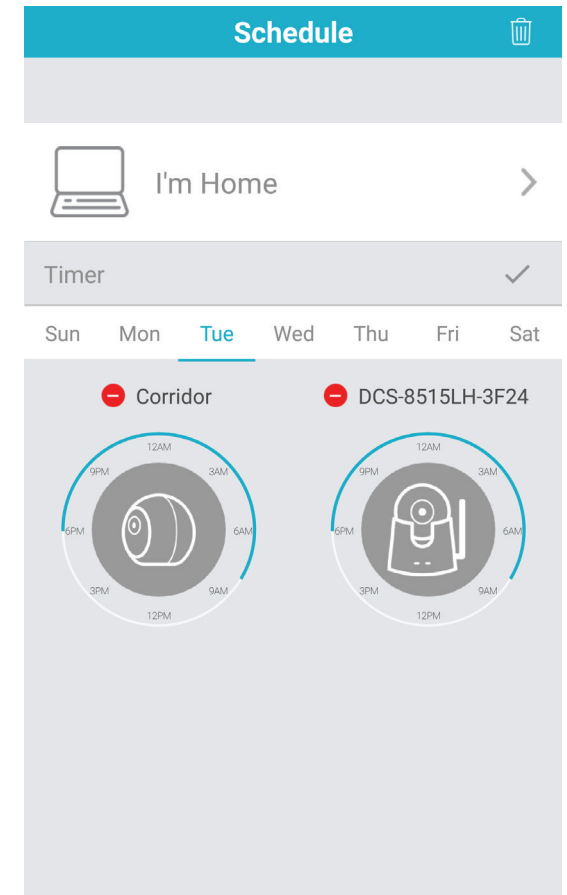 Schedule
I'm Home
Timer
Sun Mon Tue Wed Thu Fri Sat
Corridor
12AM
9PM 3AM
6PM 6AM
3PM 9AM
12PM
DCS-8515LH-3F24
12AM
9PM 3AM
6PM 6AM
3PM 9AM
12PM